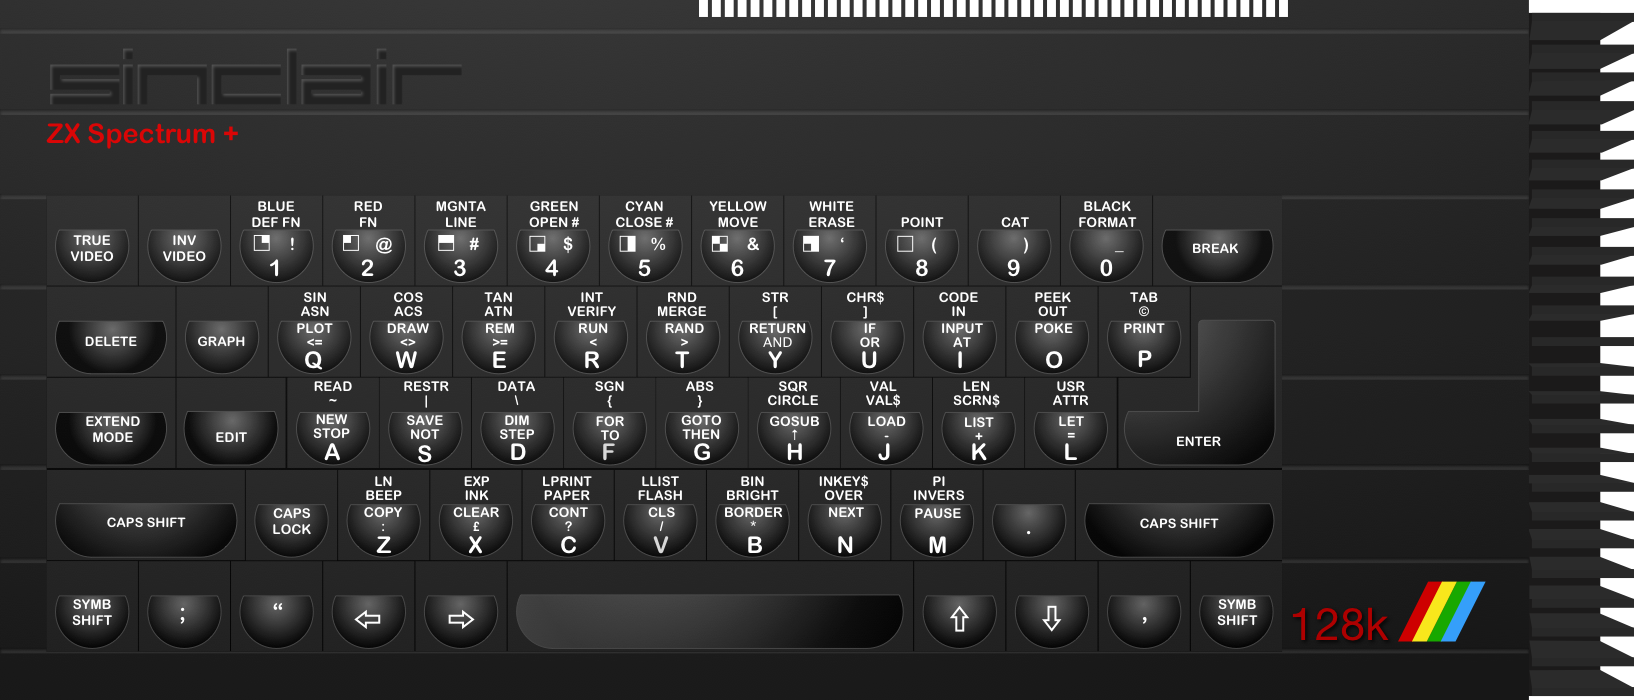 sinclair
ZX Spectrum +
BLUE RED MGNTA GREEN CYAN YELLOW WHITE BLACK
DEF FN FN LINE OPEN # CLOSE # MOVE ERASE POINT CAT FORMAT
TRUE VIDEO INV VIDEO ! @ # $ % & ‘ ( ) _ BREAK
1 2 3 4 5 6 7 8 9 0
SIN COS TAN INT RND STR CHR$ CODE PEEK TAB
ASN ACS ATN VERIFY MERGE [ ] IN OUT ©
PLOT DRAW REM RUN RAND RETURN IF INPUT POKE PRINT
DELETE GRAPH <= <> >= < > AND OR AT
Q W E R T Y U I O P
READ RESTR DATA SGN ABS SQR VAL LEN USR
~ | \ { } CIRCLE VAL$ SCRN$ ATTR
EXTEND MODE EDIT NEW SAVE DIM FOR GOTO GOSUB LOAD LIST LET
STOP NOT STEP TO THEN ↑ - + = ENTER
A S D F G H J K L
LN EXP LPRINT LLIST BIN INKEY$ PI
BEEP INK PAPER FLASH BRIGHT OVER INVERS
CAPS SHIFT CAPS LOCK COPY CLEAR CONT CLS BORDER NEXT PAUSE . CAPS SHIFT
: £ ? / *
Z X C V B N M
SYMB SHIFT ; “ ⇦ ⇨ ⇧ ⇩ , SYMB SHIFT
128k